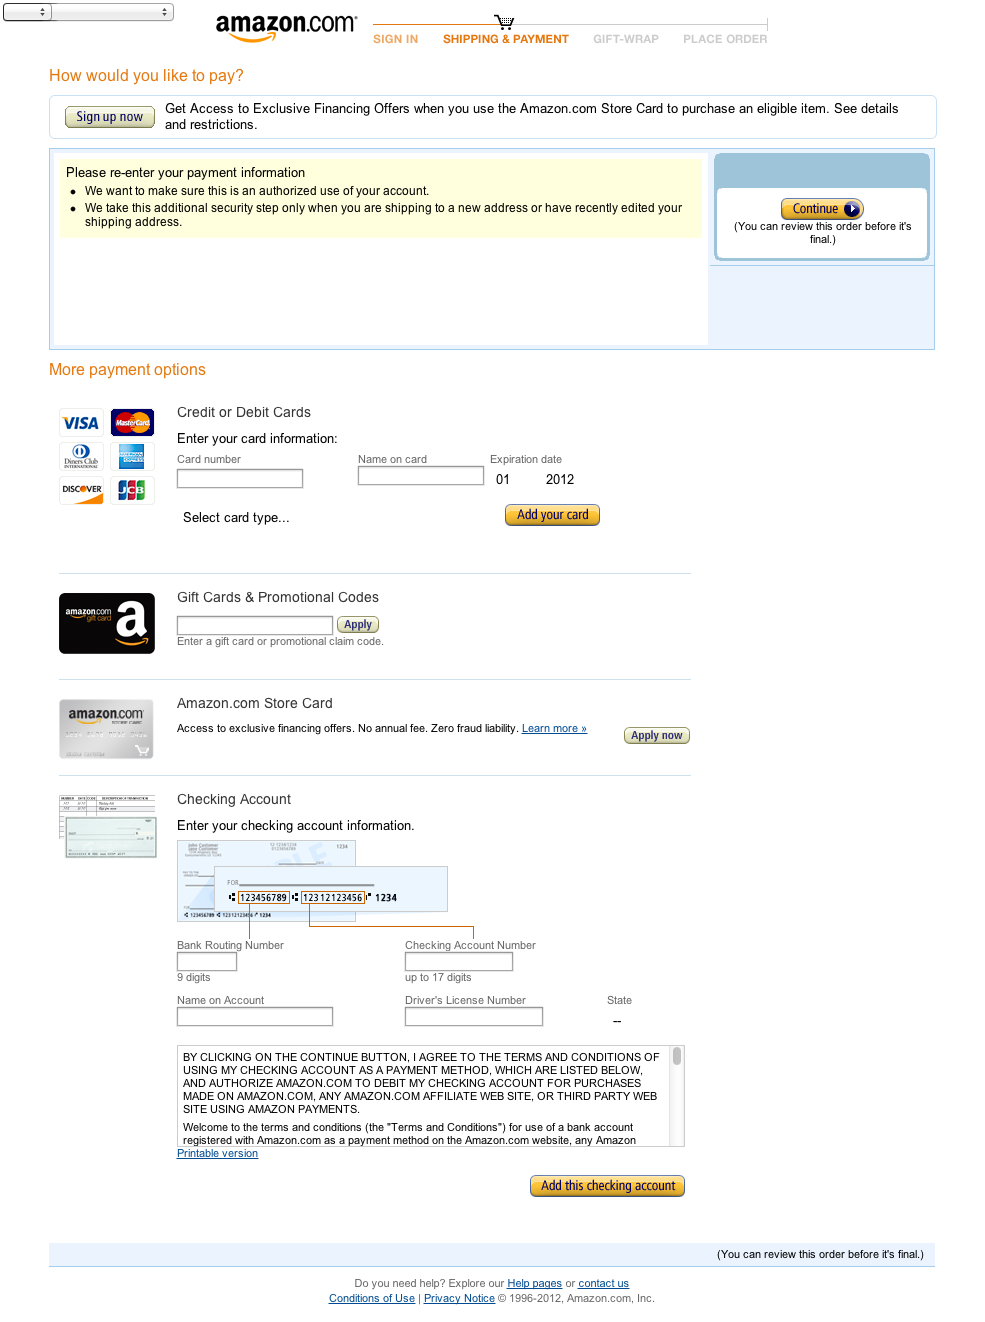 amazon.com
SIGN IN SHIPPING & PAYMENT GIFT-WRAP PLACE ORDER
How would you like to pay?
Sign up now
Get Access to Exclusive Financing Offers when you use the Amazon.com Store Card to purchase an eligible item. See details
and restrictions.
Please re-enter your payment information
• We want to make sure this is an authorized use of your account.
• We take this additional security step only when you are shipping to a new address or have recently edited your
shipping address.
Continue
(You can review this order before it's
final.)
More payment options
VISA MasterCard
Diners Club
INTERNATIONAL
DISCOVER JCB
Credit or Debit Cards
Enter your card information:
Card number Name on card Expiration date
01 2012
Select card type...
Add your card
amazon.com
gift card
a
Gift Cards & Promotional Codes
Apply
Enter a gift card or promotional claim code.
amazon.com
STORE CARD
Amazon.com Store Card
Access to exclusive financing offers. No annual fee. Zero fraud liability. Learn more »
Apply now
Checking Account
Enter your checking account information.
John Customer
Jane Customer
1234
FOR
123456789 123 12123456 1234
123456789 12312123456 1234
Bank Routing Number Checking Account Number
9 digits up to 17 digits
Name on Account Driver's License Number State
--
BY CLICKING ON THE CONTINUE BUTTON, I AGREE TO THE TERMS AND CONDITIONS OF
USING MY CHECKING ACCOUNT AS A PAYMENT METHOD, WHICH ARE LISTED BELOW,
AND AUTHORIZE AMAZON.COM TO DEBIT MY CHECKING ACCOUNT FOR PURCHASES
MADE ON AMAZON.COM, ANY AMAZON.COM AFFILIATE WEB SITE, OR THIRD PARTY WEB
SITE USING AMAZON PAYMENTS.
Welcome to the terms and conditions (the "Terms and Conditions") for use of a bank account
registered with Amazon.com as a payment method on the Amazon.com website, any Amazon
Printable version
Add this checking account
(You can review this order before it's final.)
Do you need help? Explore our Help pages or contact us
Conditions of Use | Privacy Notice © 1996-2012, Amazon.com, Inc.